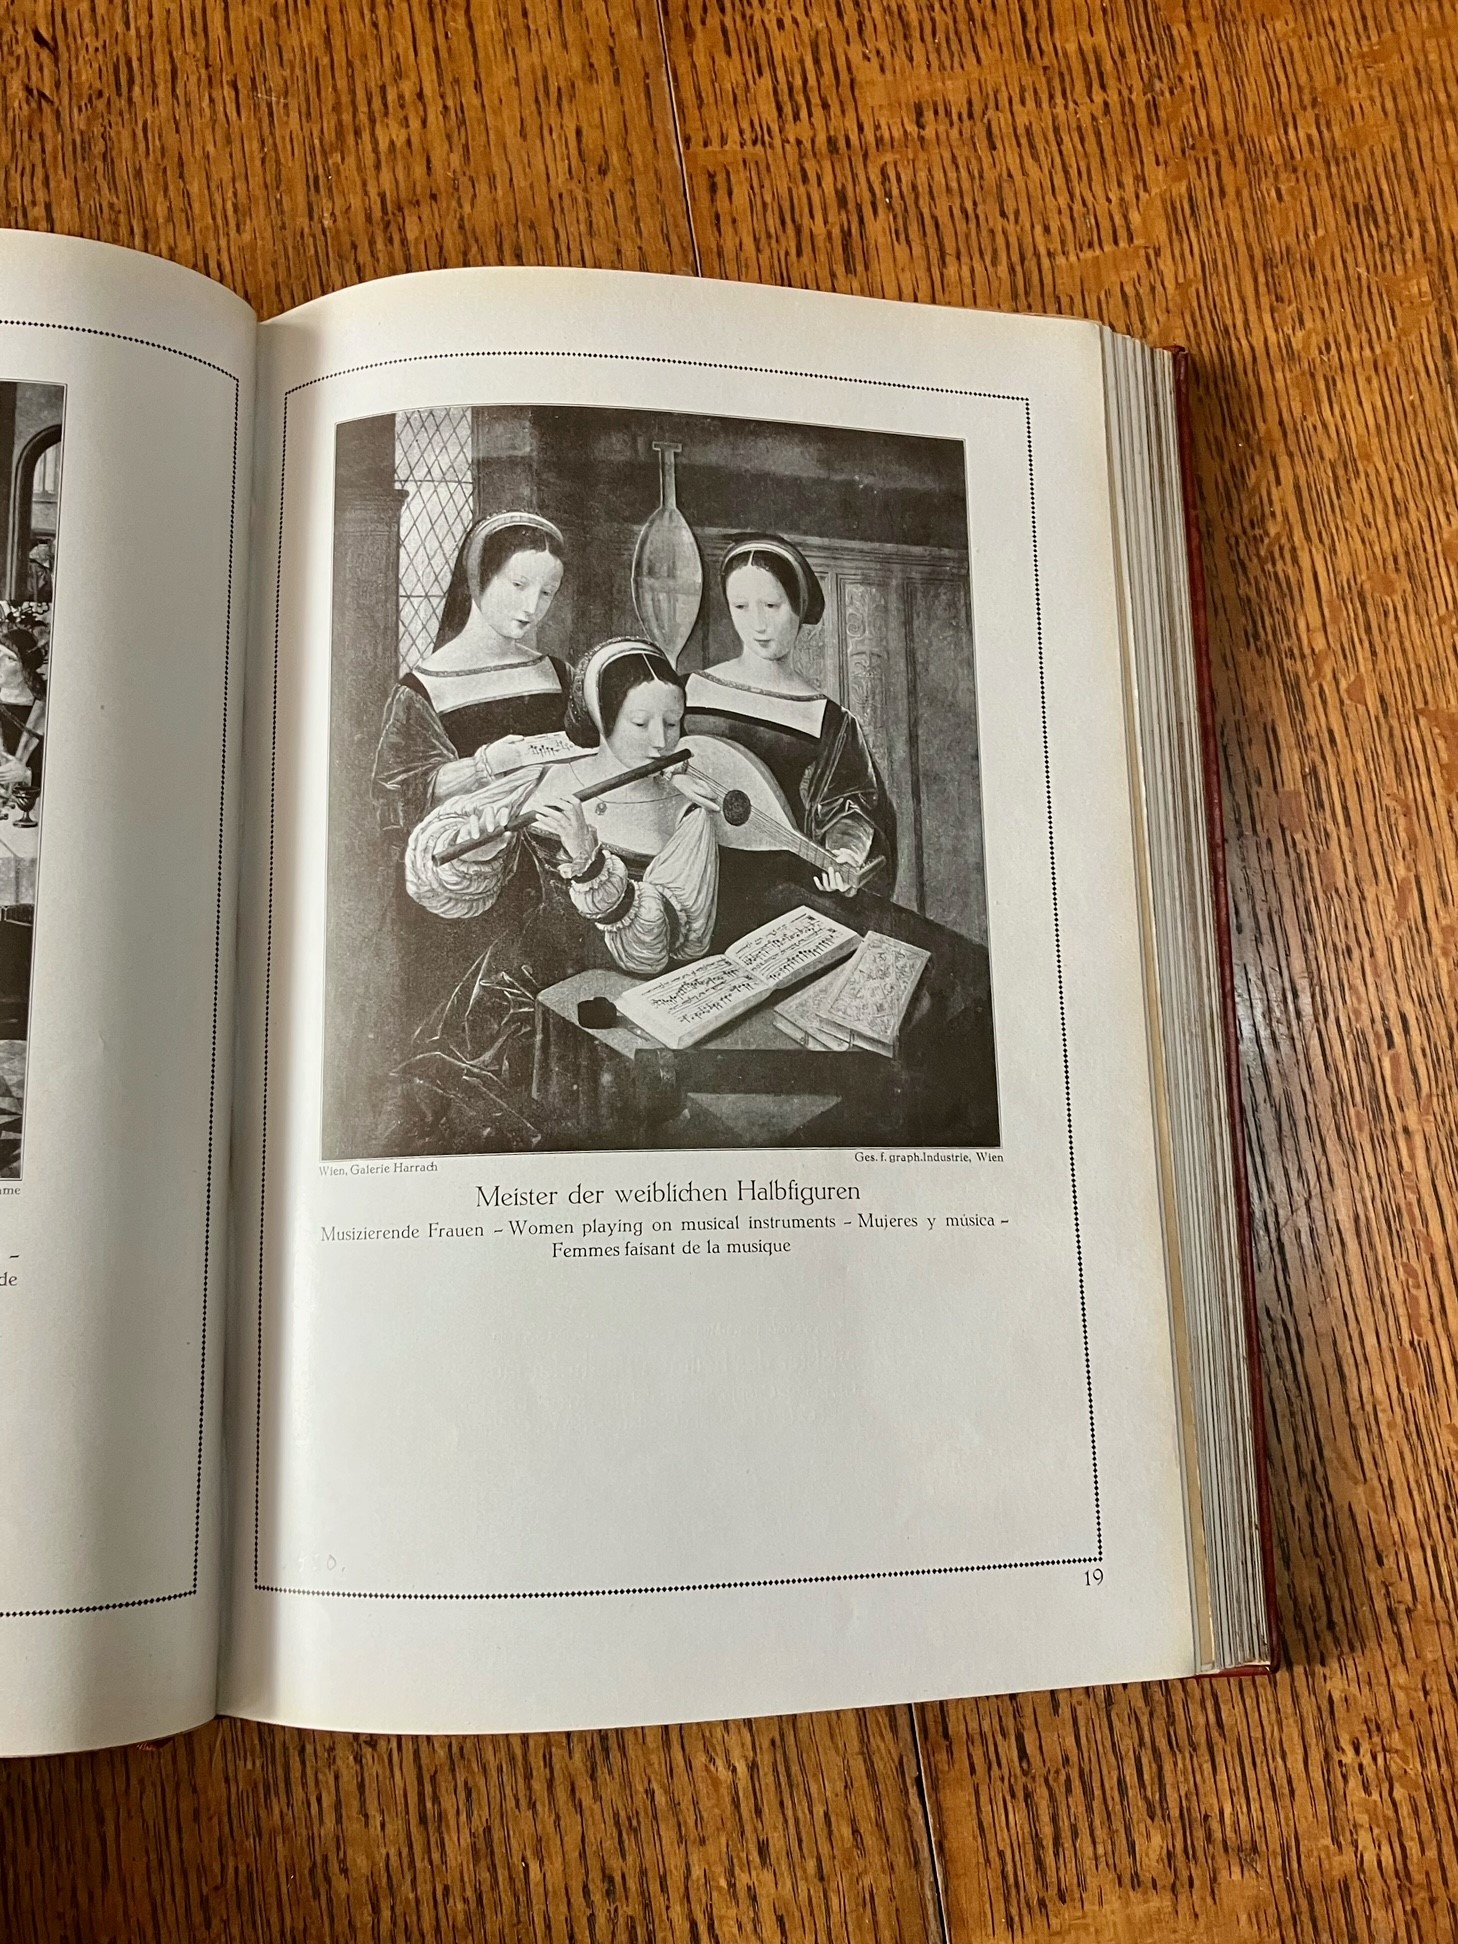 de
Wien, Galerie Harrach
Ges. f. graph. Industrie, Wien
Meister der weiblichen Halbfiguren
Musizierende Frauen – Women playing on musical instruments – Mujeres y música –
Femmes faisant de la musique
19